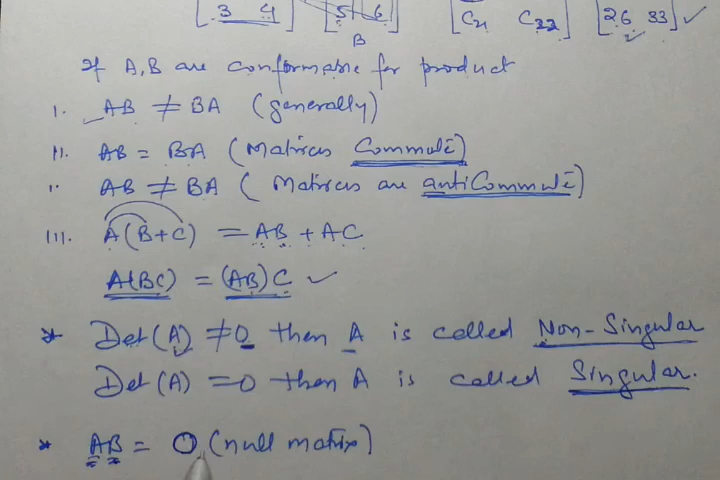 3 4 5 6 C21 C22 26 33 ✓
B
If A, B are conformable for product
I. AB ≠ BA (generally)
II. AB = BA (Matrices Commute)
II. AB ≠ BA (Matrices are antiCommute)
III. A(B+C) = AB + AC
A(BC) = (AB)C ✓
* Det(A) ≠ 0 then A is called Non-Singular
Det(A) = 0 then A is called Singular.
* AB = O (null matrix)